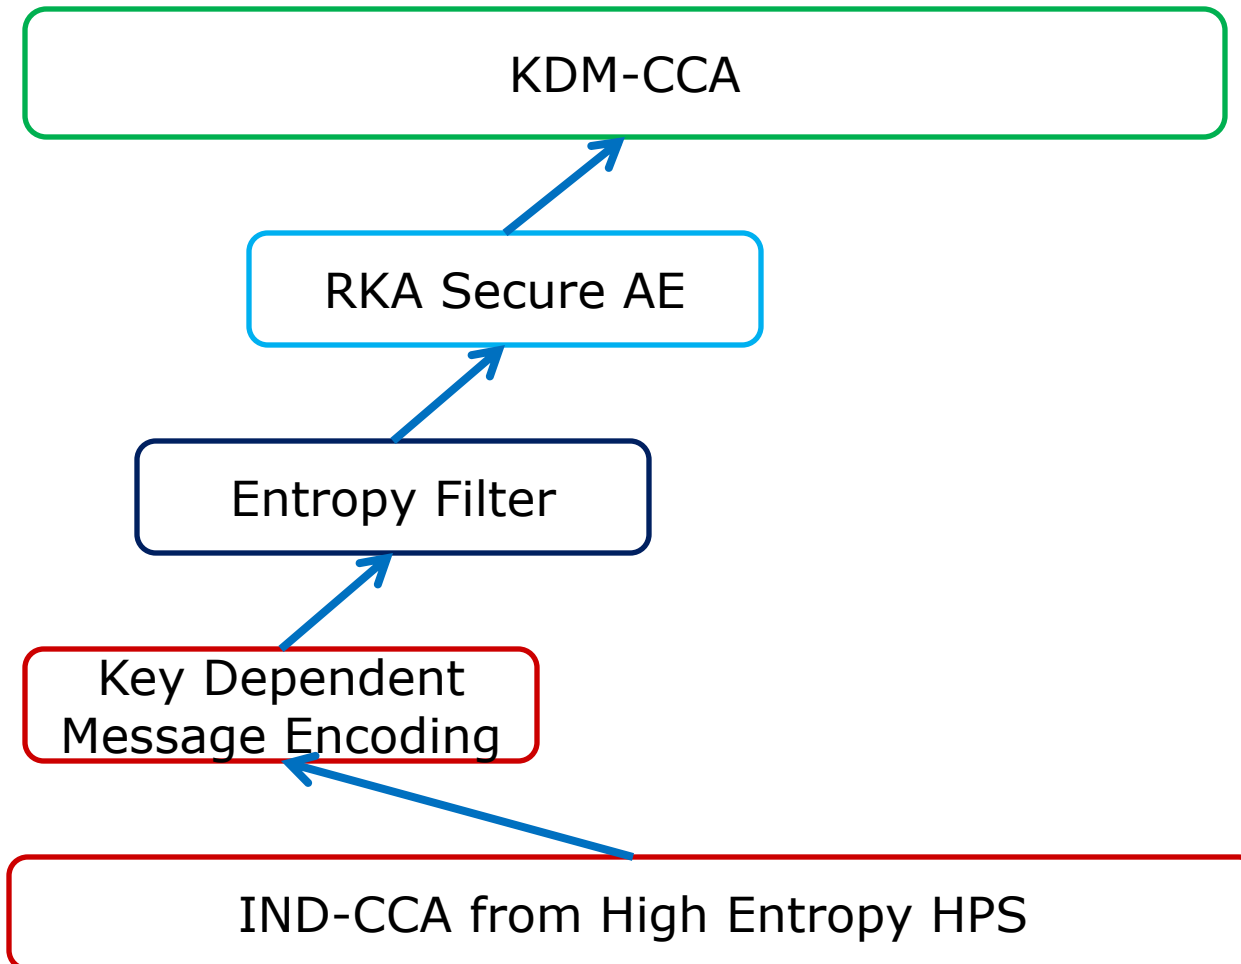 KDM-CCA
RKA Secure AE
Entropy Filter
Key Dependent
Message Encoding
IND-CCA from High Entropy HPS